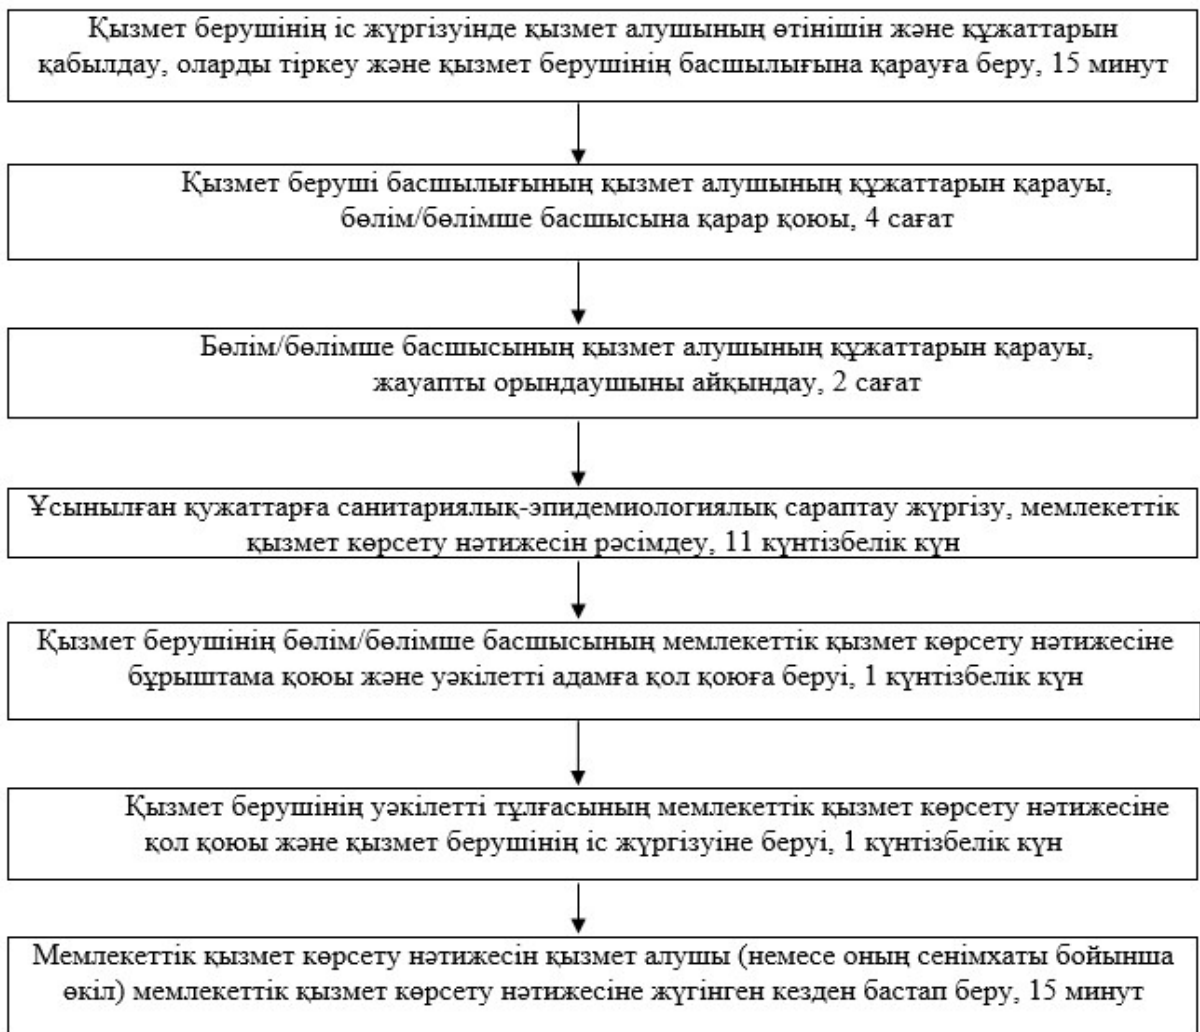 Қызмет берушінің іс жүргізуінде қызмет алушының өтінішін және құжаттарын
қабылдау, оларды тіркеу және қызмет берушінің басшылығына қарауға беру, 15 минут
Қызмет беруші басшылығының қызмет алушының құжаттарын қарауы,
бөлім/бөлімше басшысына қарар қоюы, 4 сағат
Бөлім/бөлімше басшысының қызмет алушының құжаттарын қарауы,
жауапты орындаушыны айқындау, 2 сағат
Ұсынылған құжаттарға санитариялық-эпидемиологиялық сараптау жүргізу, мемлекеттік
қызмет көрсету нәтижесін рәсімдеу, 11 күнтізбелік күн
Қызмет берушінің бөлім/бөлімше басшысының мемлекеттік қызмет көрсету нәтижесіне
бұрыштама қоюы және уәкілетті адамға қол қоюға беруі, 1 күнтізбелік күн
Қызмет берушінің уәкілетті тұлғасының мемлекеттік қызмет көрсету нәтижесіне
қол қоюы және қызмет берушінің іс жүргізуіне беруі, 1 күнтізбелік күн
Мемлекеттік қызмет көрсету нәтижесін қызмет алушы (немесе оның сенімхаты бойынша
өкіл) мемлекеттік қызмет көрсету нәтижесіне жүгінген кезден бастап беру, 15 минут